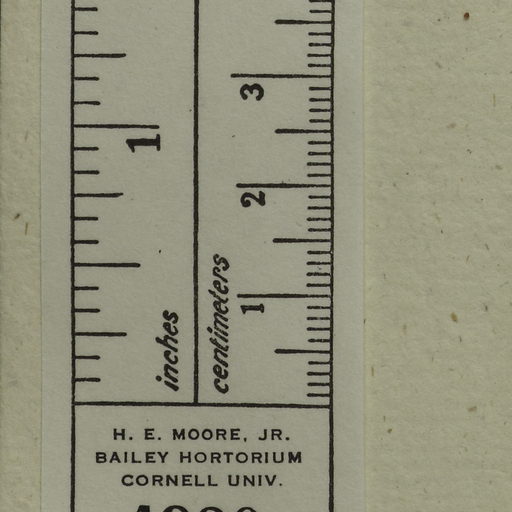 3
1
2
1
inches
centimeters
H. E. MOORE, JR.
BAILEY HORTORIUM
CORNELL UNIV.